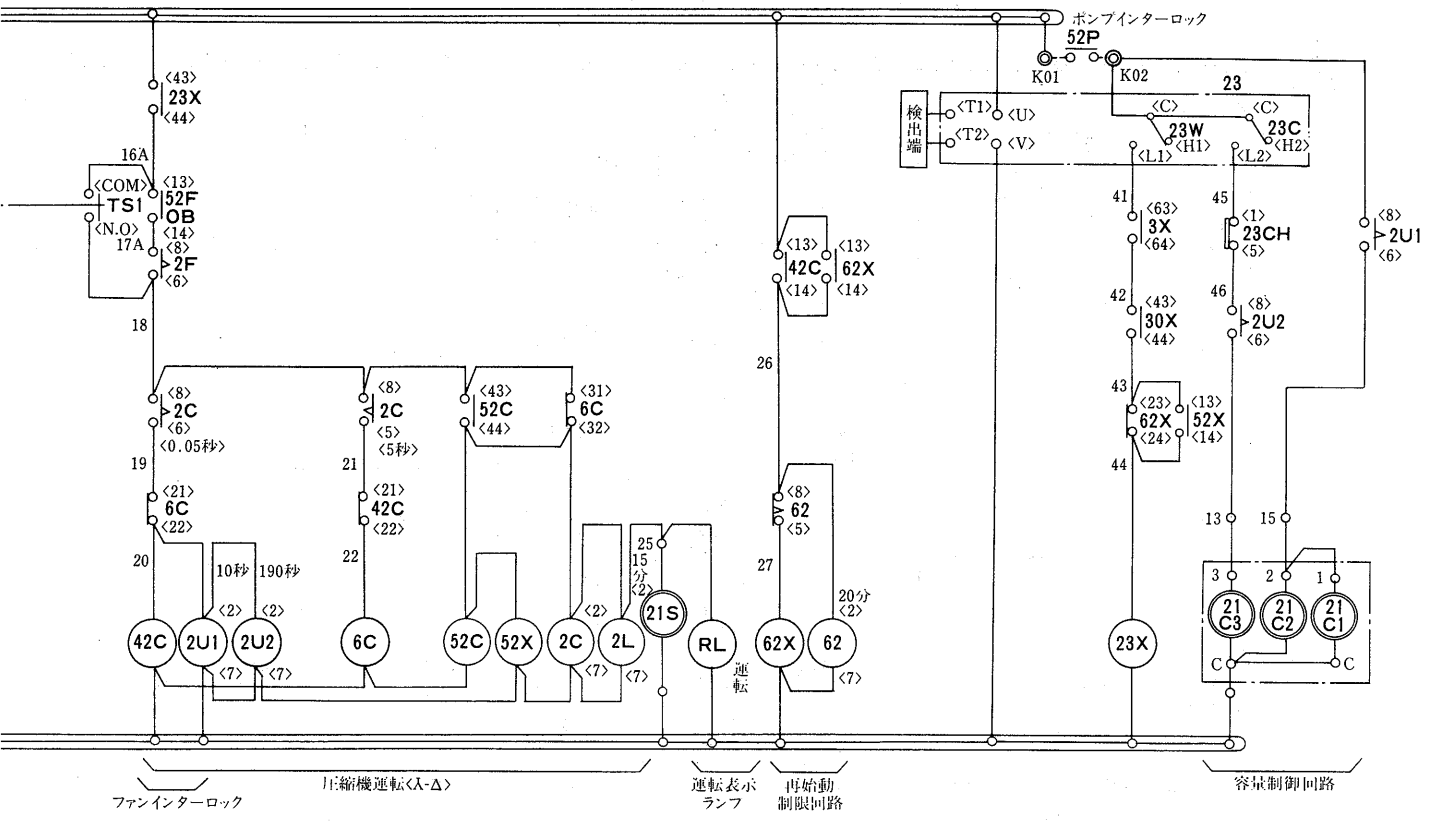 ポンプインターロック
52P
K01
K02
<43>
23X
<44>
16A
<COM>
TS1
<N.O>
17A
<13>
52F
OB
<14>
<8>
2F
<6>
18
<8>
2C
<6>
<0.05秒>
19
<21>
6C
<22>
20
10秒
190秒
<2>
<2>
42C
2U1
2U2
<7>
<7>
<8>
2C
<5>
<5秒>
21
<21>
42C
<22>
22
6C
<43>
52C
<44>
<31>
6C
<32>
52C
52X
<2>
2C
<7>
2L
<7>
25
15
分
<2>
21S
RL
運転
<13>
42C
<14>
<13>
62X
<14>
26
<8>
62
<5>
27
20分
<2>
62X
62
<7>
検出端
<T1>
<U>
<T2>
<V>
23
<C>
23W
<H1>
<L1>
<C>
23C
<H2>
<L2>
41
<63>
3X
<64>
42
<43>
30X
<44>
43
<23>
62X
<24>
<13>
52X
<14>
44
23X
45
<1>
23CH
<5>
46
<8>
2U2
<6>
<8>
2U1
<6>
13
15
3
2
1
21
C3
21
C2
21
C1
C
C
ファンインターロック
圧縮機運転<⅄-Δ>
運転表示
ランプ
再始動
制限回路
容量制御回路